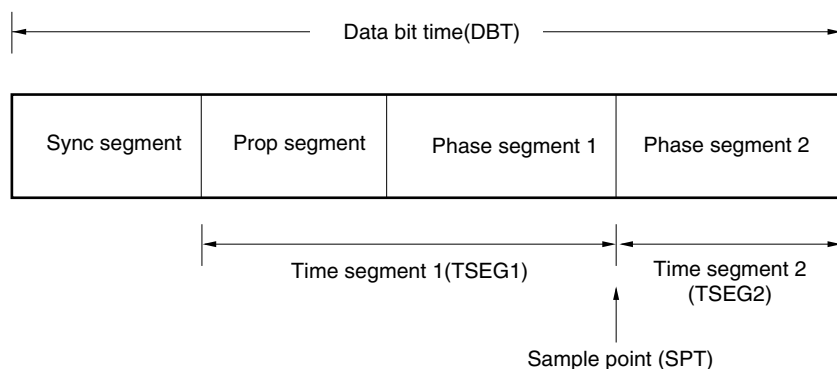 Data bit time(DBT)
Sync segment
Prop segment
Phase segment 1
Phase segment 2
Time segment 1(TSEG1)
Time segment 2
(TSEG2)
Sample point (SPT)